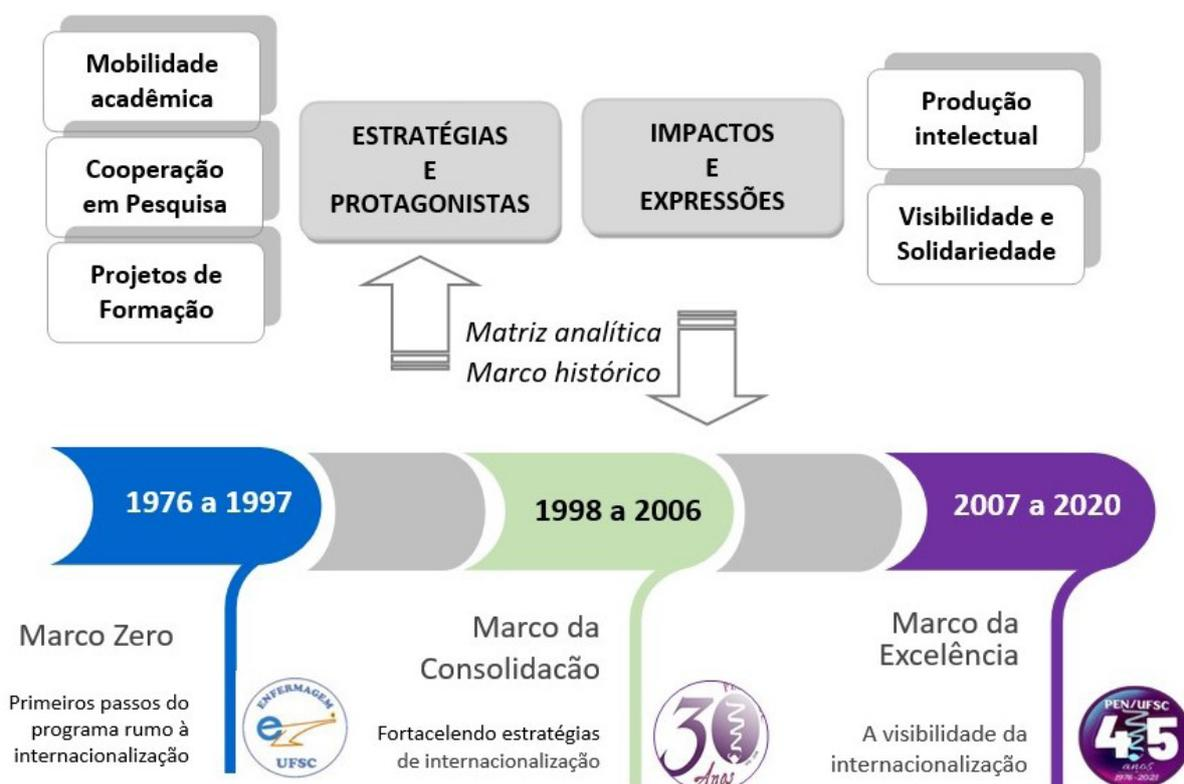 Mobilidade
acadêmica
Cooperação
em Pesquisa
Projetos de
Formação
ESTRATÉGIAS
E
PROTAGONISTAS
IMPACTOS
E
EXPRESSÕES
Produção
intelectual
Visibilidade e
Solidariedade
Matriz analítica
Marco histórico
1976 a 1997
1998 a 2006
2007 a 2020
Marco Zero
Primeiros passos do
programa rumo à
internacionalização
ENFERMAGEM
UFSC
Marco da
Consolidacão
Fortacelendo estratégias
de internacionalização
30
Anos
Marco da
Excelência
A visibilidade da
internacionalização
PEN/UFSC
45
anos
1976-2021